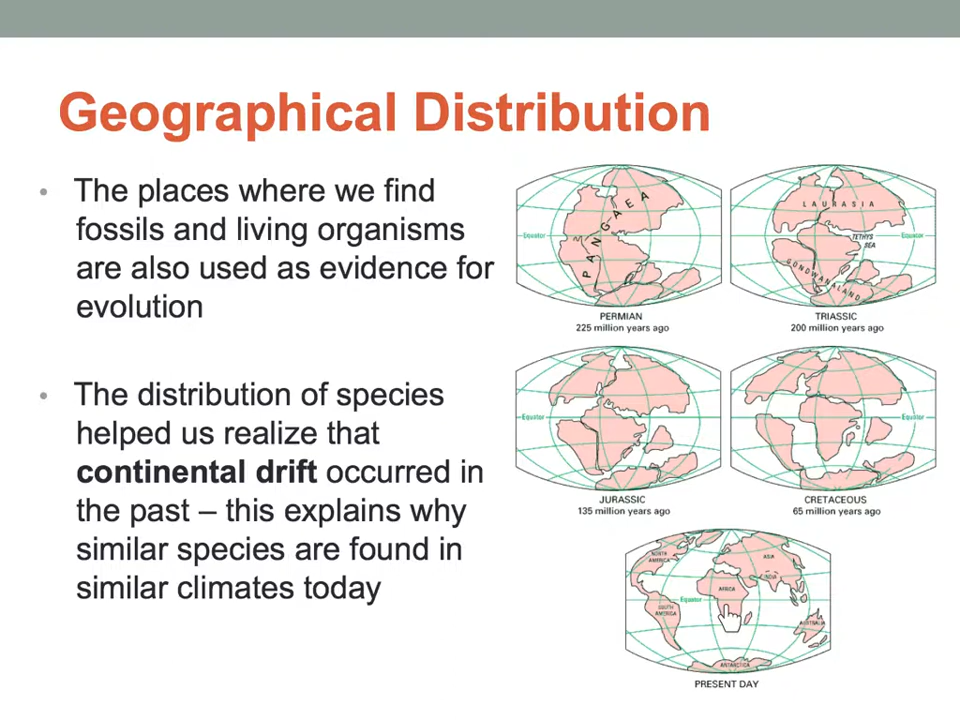 Geographical Distribution
• The places where we find
fossils and living organisms
are also used as evidence for
evolution
• The distribution of species
helped us realize that
continental drift occurred in
the past – this explains why
similar species are found in
similar climates today
PANGAEA
Equator
PERMIAN
225 million years ago
LAURASIA
TETHYS
SEA
Equator
GONDWANALAND
TRIASSIC
200 million years ago
Equator
JURASSIC
135 million years ago
Equator
CRETACEOUS
65 million years ago
NORTH
AMERICA
ASIA
INDIA
AFRICA
Equator
SOUTH
AMERICA
AUSTRALIA
ANTARCTICA
PRESENT DAY